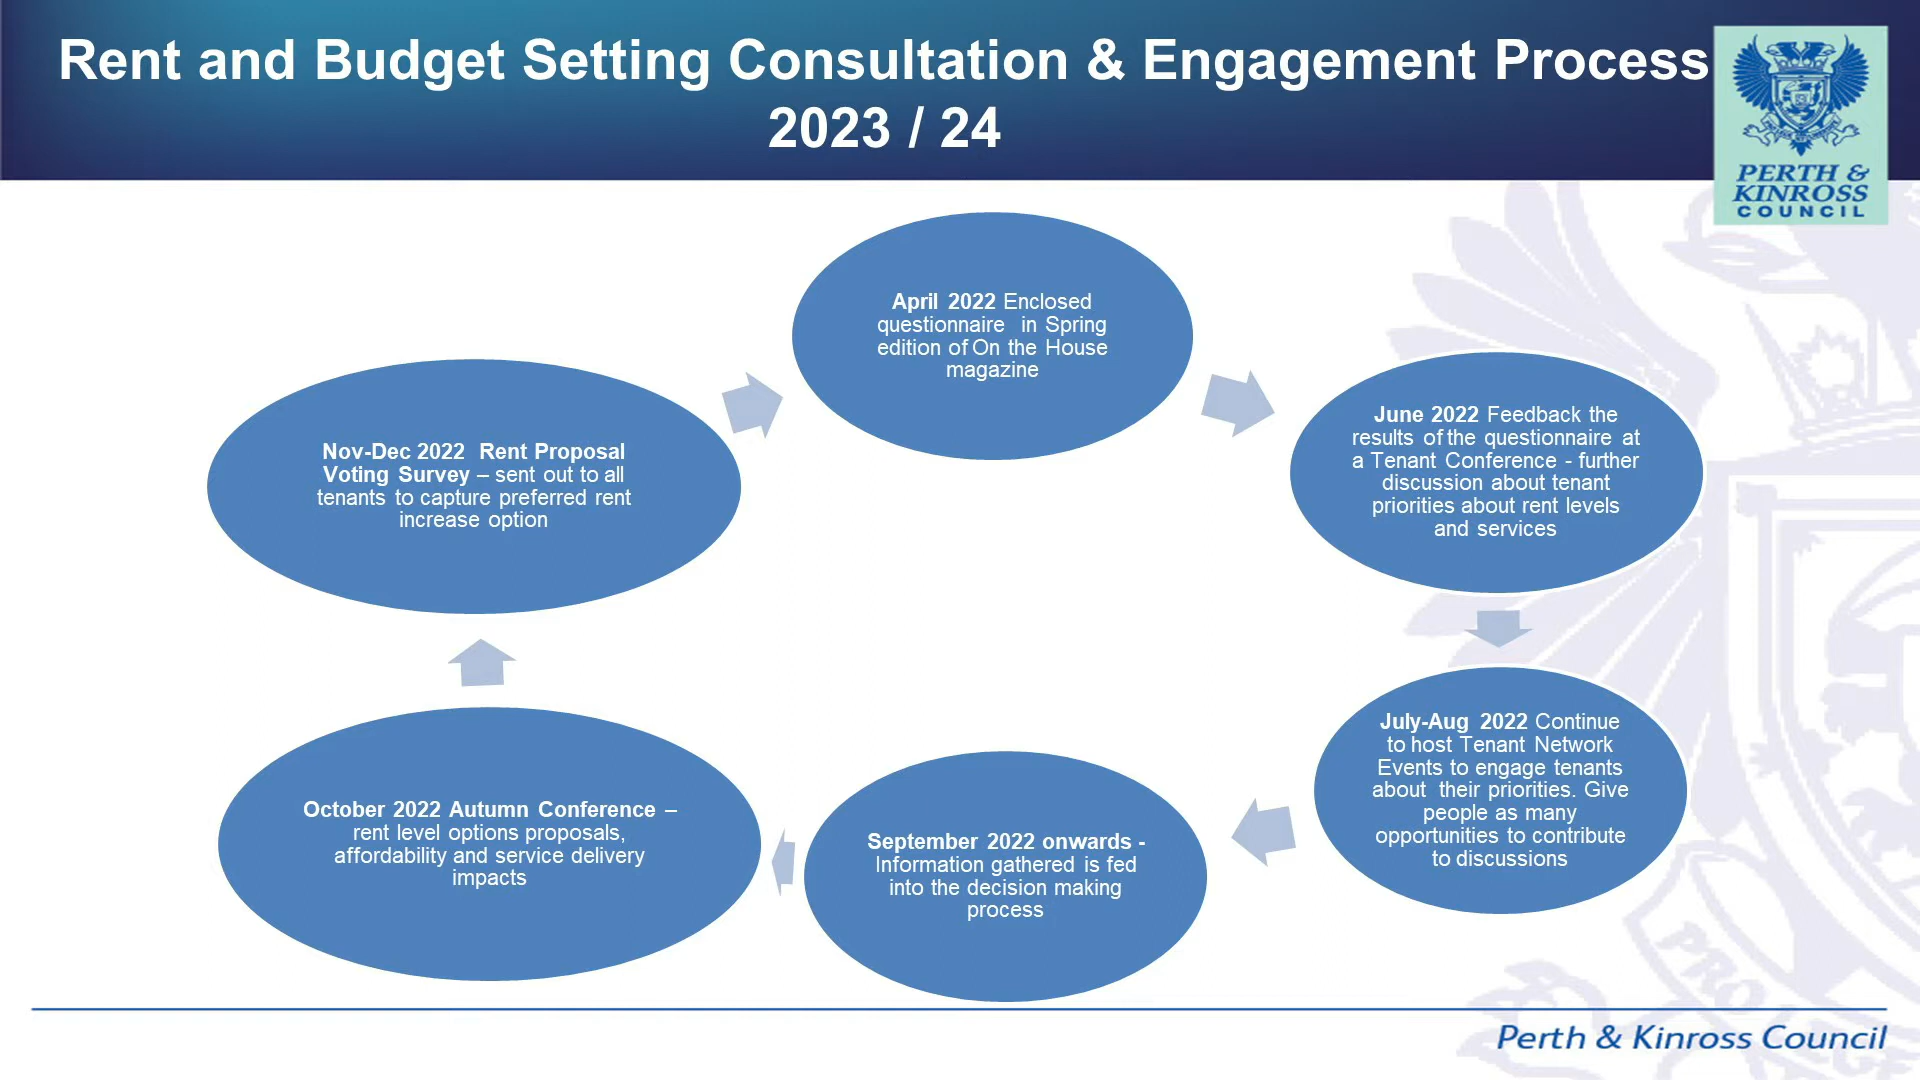 Rent and Budget Setting Consultation & Engagement Process
2023 / 24
PERTH &
KINROSS
COUNCIL
April 2022 Enclosed
questionnaire in Spring
edition of On the House
magazine
June 2022 Feedback the
results of the questionnaire at
a Tenant Conference - further
discussion about tenant
priorities about rent levels
and services
July-Aug 2022 Continue
to host Tenant Network
Events to engage tenants
about their priorities. Give
people as many
opportunities to contribute
to discussions
September 2022 onwards -
Information gathered is fed
into the decision making
process
October 2022 Autumn Conference –
rent level options proposals,
affordability and service delivery
impacts
Nov-Dec 2022 Rent Proposal
Voting Survey – sent out to all
tenants to capture preferred rent
increase option
PRO
Perth & Kinross Council